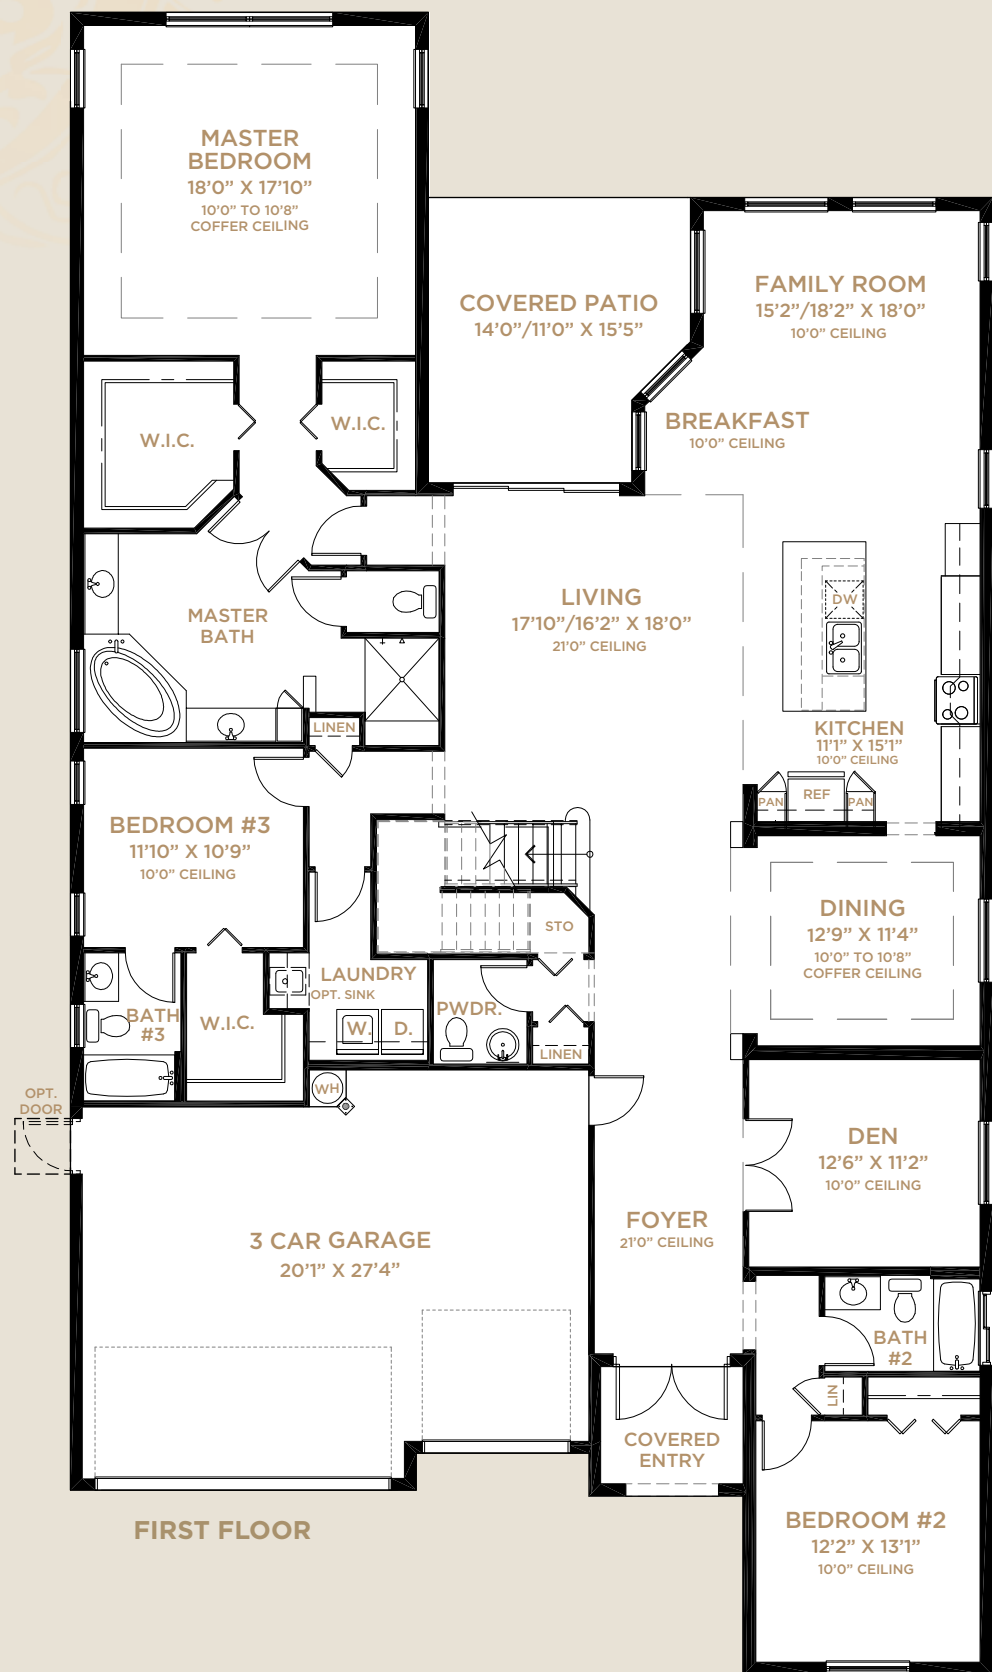 MASTER
BEDROOM
18’0” X 17’10”
10’0” TO 10’8”
COFFER CEILING
COVERED PATIO
14’0”/11’0” X 15’5”
FAMILY ROOM
15’2”/18’2” X 18’0”
10’0” CEILING
BREAKFAST
10’0” CEILING
W.I.C.
W.I.C.
MASTER
BATH
LIVING
17’10”/16’2” X 18’0”
21’0” CEILING
DW
KITCHEN
11’1” X 15’1”
10’0” CEILING
LINEN
PAN
REF
PAN
BEDROOM #3
11’10” X 10’9”
10’0” CEILING
DINING
12’9” X 11’4”
10’0” TO 10’8”
COFFER CEILING
STO
LAUNDRY
OPT. SINK
W.
D.
PWDR.
LINEN
BATH
#3
W.I.C.
WH
OPT.
DOOR
DEN
12’6” X 11’2”
10’0” CEILING
FOYER
21’0” CEILING
3 CAR GARAGE
20’1” X 27’4”
BATH
#2
LIN
COVERED
ENTRY
BEDROOM #2
12’2” X 13’1”
10’0” CEILING
FIRST FLOOR